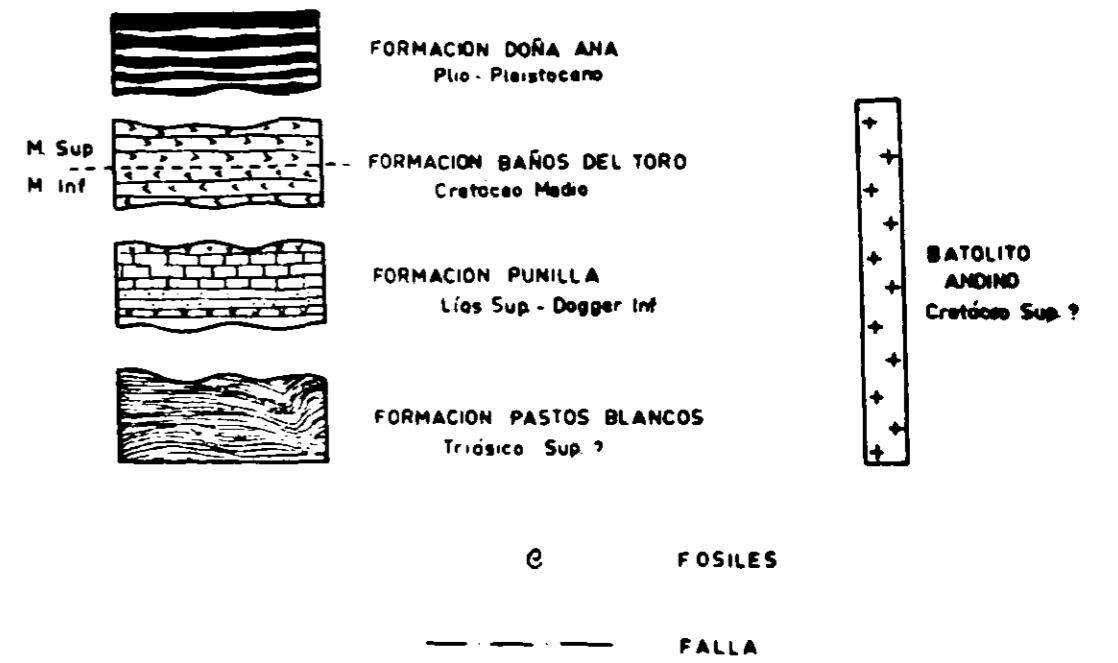 FORMACION DOÑA ANA
Plio - Pleistoceno
M. Sup
M Inf
FORMACION BAÑOS DEL TORO
Cretáceo Medio
FORMACION PUNILLA
Lías Sup. - Dogger Inf
FORMACION PASTOS BLANCOS
Triásico Sup. ?
BATOLITO
ANDINO
Cretáceo Sup. ?
FOSILES
FALLA